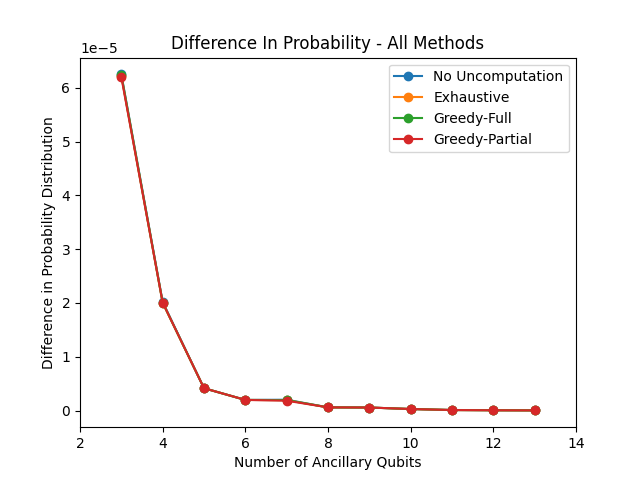 Difference In Probability - All Methods
1e−5
No Uncomputation
Exhaustive
Greedy-Full
Greedy-Partial
Difference in Probability Distribution
6
5
4
3
2
1
0
2 4 6 8 10 12 14
Number of Ancillary Qubits